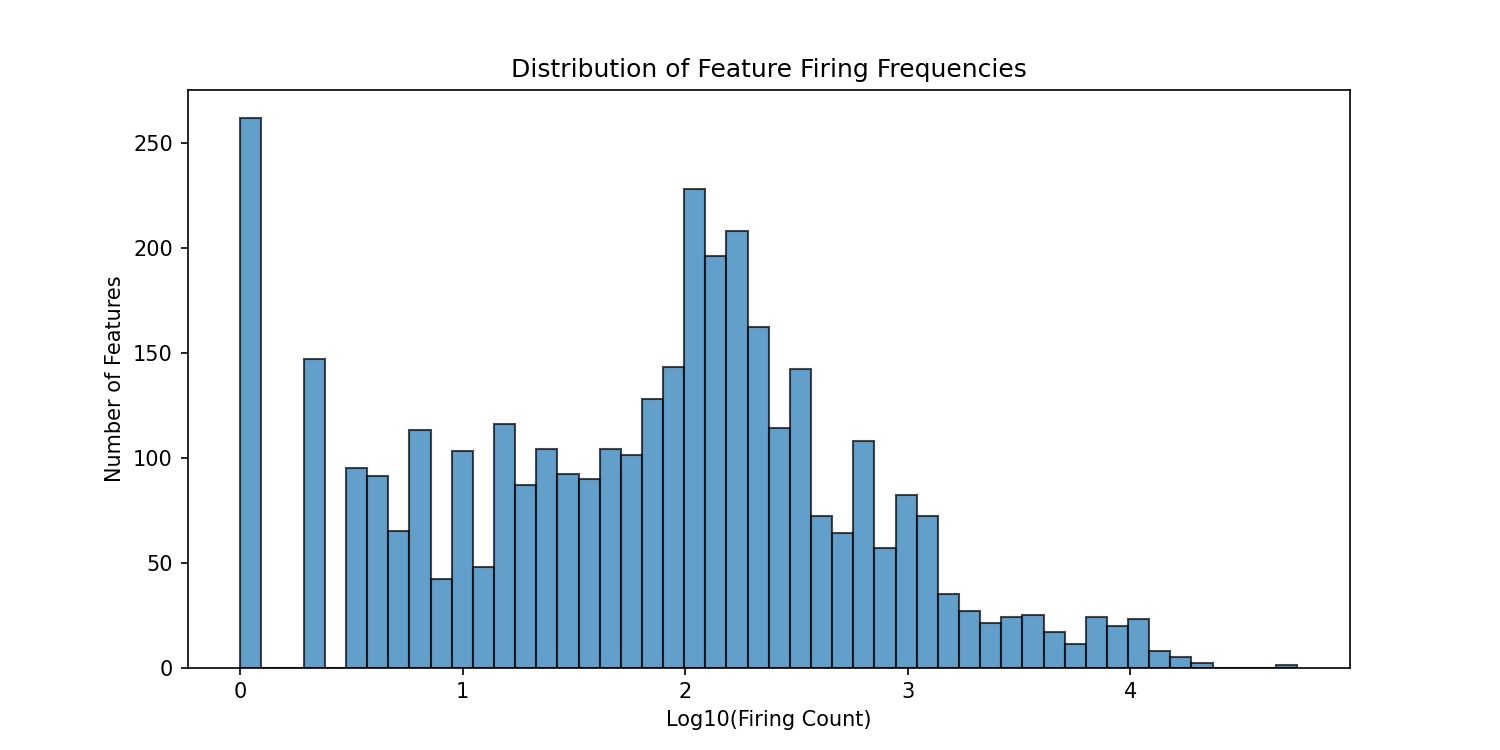 Distribution of Feature Firing Frequencies
Number of Features
250
200
150
100
50
0
0 1 2 3 4
Log10(Firing Count)